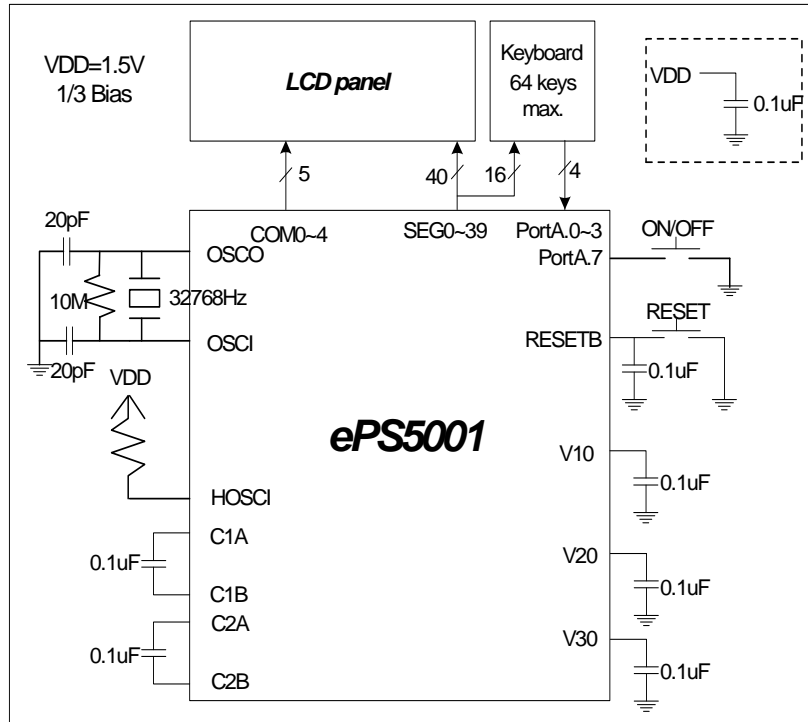 VDD=1.5V
1/3 Bias
LCD panel
Keyboard
64 keys
max.
VDD
0.1uF
5
40
16
4
20pF
OSCO
COM0~4
SEG0~39
PortA.0~3
PortA.7
ON/OFF
10M
32768Hz
OSCI
20pF
RESETB
RESET
0.1uF
VDD
ePS5001
HOSCI
V10
0.1uF
C1A
0.1uF
C1B
V20
0.1uF
C2A
0.1uF
C2B
V30
0.1uF